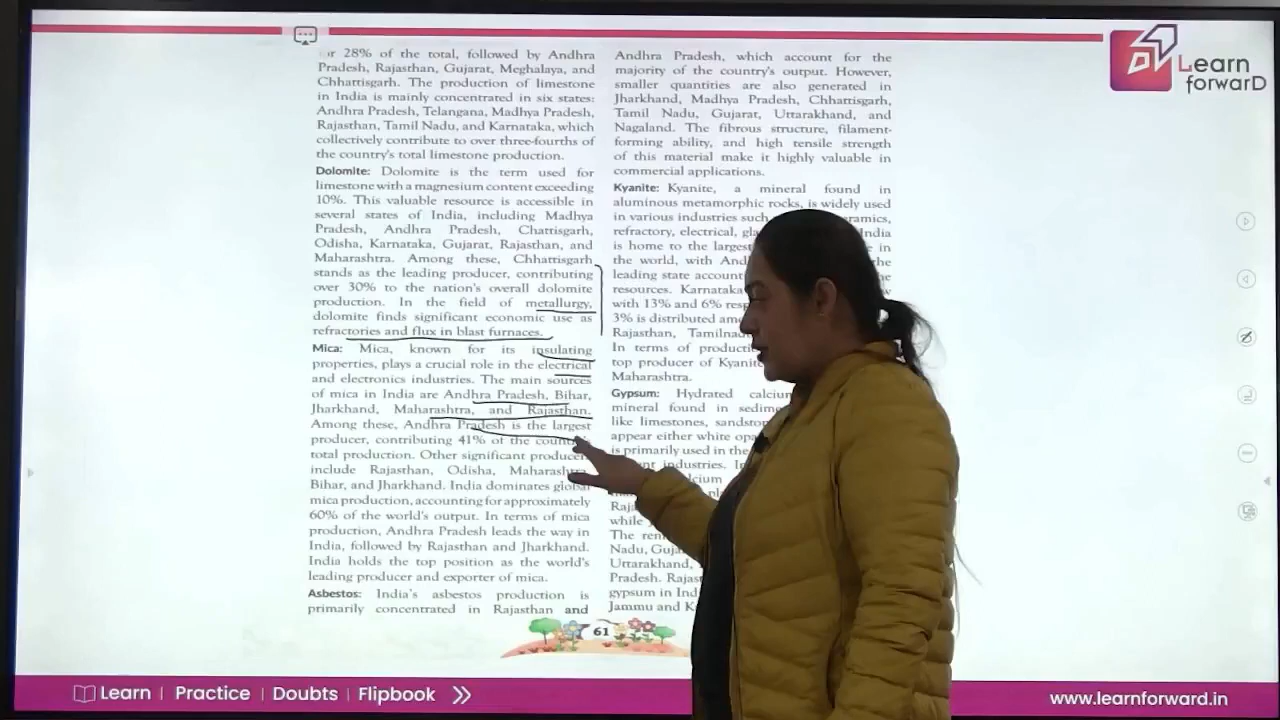 Learn
forwarD
r 28% of the total, followed by Andhra
Pradesh, Rajasthan, Gujarat, Meghalaya, and
Chhattisgarh. The production of limestone
in India is mainly concentrated in six states:
Andhra Pradesh, Telangana, Madhya Pradesh,
Rajasthan, Tamil Nadu, and Karnataka, which
collectively contribute to over three-fourths of
the country's total limestone production.
Dolomite: Dolomite is the term used for
limestone with a magnesium content exceeding
10%. This valuable resource is accessible in
several states of India, including Madhya
Pradesh, Andhra Pradesh, Chattisgarh,
Odisha, Karnataka, Gujarat, Rajasthan, and
Maharashtra. Among these, Chhattisgarh
stands as the leading producer, contributing
over 30% to the nation's overall dolomite
production. In the field of metallurgy,
dolomite finds significant economic use as
refractories and flux in blast furnaces.
Mica: Mica, known for its insulating
properties, plays a crucial role in the electrical
and electronics industries. The main sources
of mica in India are Andhra Pradesh, Bihar,
Jharkhand, Maharashtra, and Rajasthan.
Among these, Andhra Pradesh is the largest
producer, contributing 41% of the country's
total production. Other significant producers
include Rajasthan, Odisha, Maharashtra,
Bihar, and Jharkhand. India dominates global
mica production, accounting for approximately
60% of the world's output. In terms of mica
production, Andhra Pradesh leads the way in
India, followed by Rajasthan and Jharkhand.
India holds the top position as the world's
leading producer and exporter of mica.
Asbestos: India's asbestos production is
primarily concentrated in Rajasthan and
Andhra Pradesh, which account for the
majority of the country's output. However,
smaller quantities are also generated in
Jharkhand, Madhya Pradesh, Chhattisgarh,
Tamil Nadu, Gujarat, Uttarakhand, and
Nagaland. The fibrous structure, filament-
forming ability, and high tensile strength
of this material make it highly valuable in
commercial applications.
Kyanite: Kyanite, a mineral found in
aluminous metamorphic rocks, is widely used
in various industries such ceramics,
refractory, electrical, India
is home to the largest in
the world, with the
leading state
resources. Karnataka
with 13% and 6%
3% is distributed
Rajasthan,
In terms of
top producer of Kyanite
Maharashtra.
Gypsum: Hydrated
mineral found in
like limestones,
appear either white
is primarily used in the
industries.
while
The
Nadu,
Uttarakhand,
Pradesh.
gypsum in
Jammu and
61
Learn | Practice | Doubts | Flipbook
www.learnforward.in